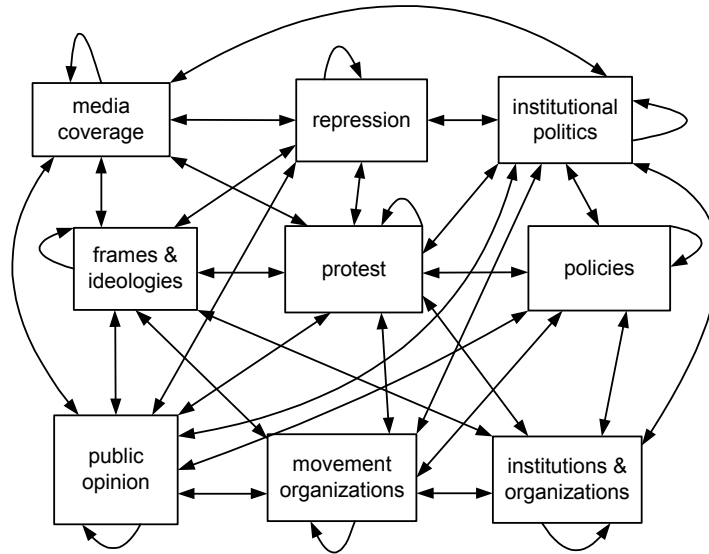 media
coverage
repression
institutional
politics
frames &
ideologies
protest
policies
public
opinion
movement
organizations
institutions &
organizations